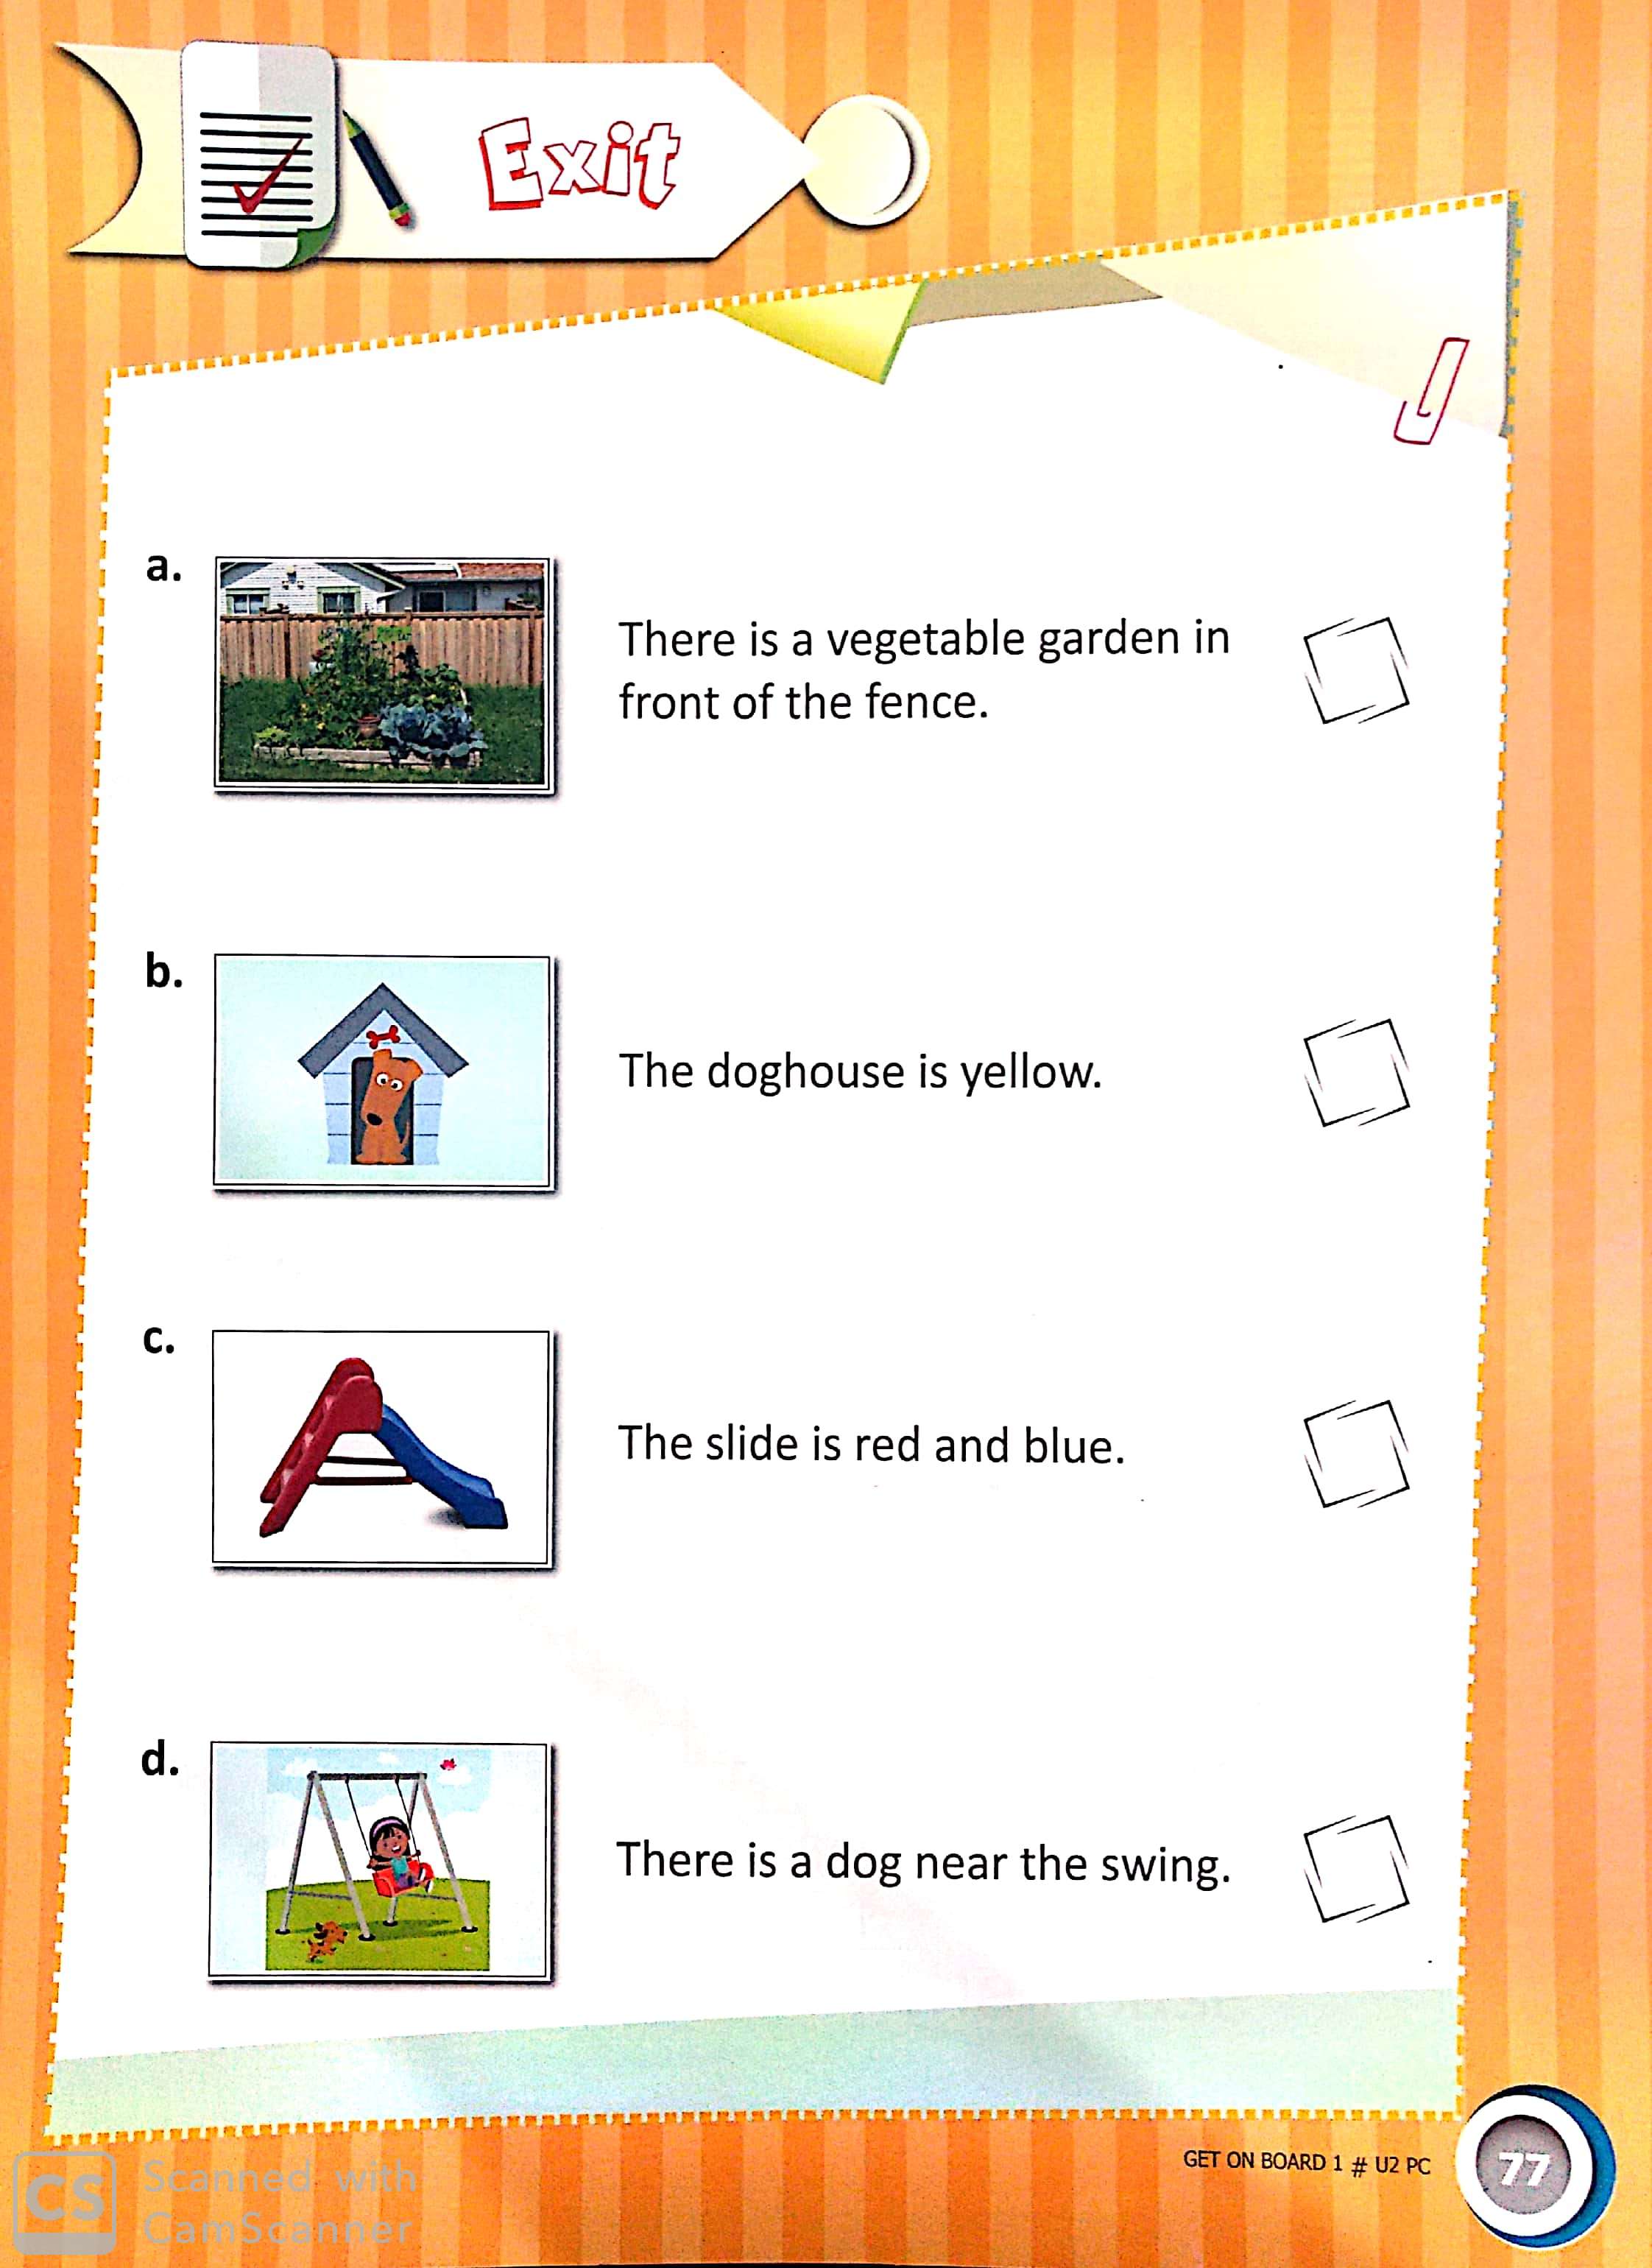 Exit
a.
There is a vegetable garden in
front of the fence.
b.
The doghouse is yellow.
c.
The slide is red and blue.
d.
There is a dog near the swing.
GET ON BOARD 1 # U2 PC
77
CS
Scanned with
CamScanner